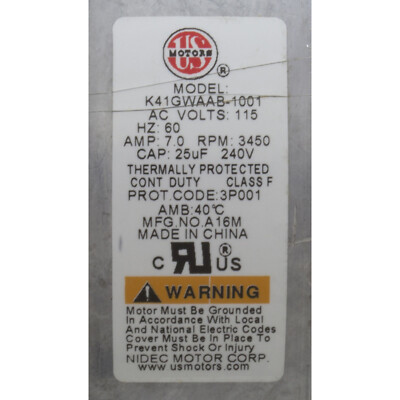 US
MOTORS
®
MODEL:
K41GWAAB-1001
AC VOLTS: 115
HZ: 60
AMP: 7.0 RPM: 3450
CAP: 25uF 240V
THERMALLY PROTECTED
CONT DUTY CLASS F
PROT.CODE:3P001
AMB:40℃
MFG.NO.A16M
MADE IN CHINA
C RU ® US
WARNING
Motor Must Be Grounded
In Accordance With Local
And National Electric Codes
Cover Must Be In Place To
Prevent Shock Or Injury
NIDEC MOTOR CORP.
www.usmotors.com